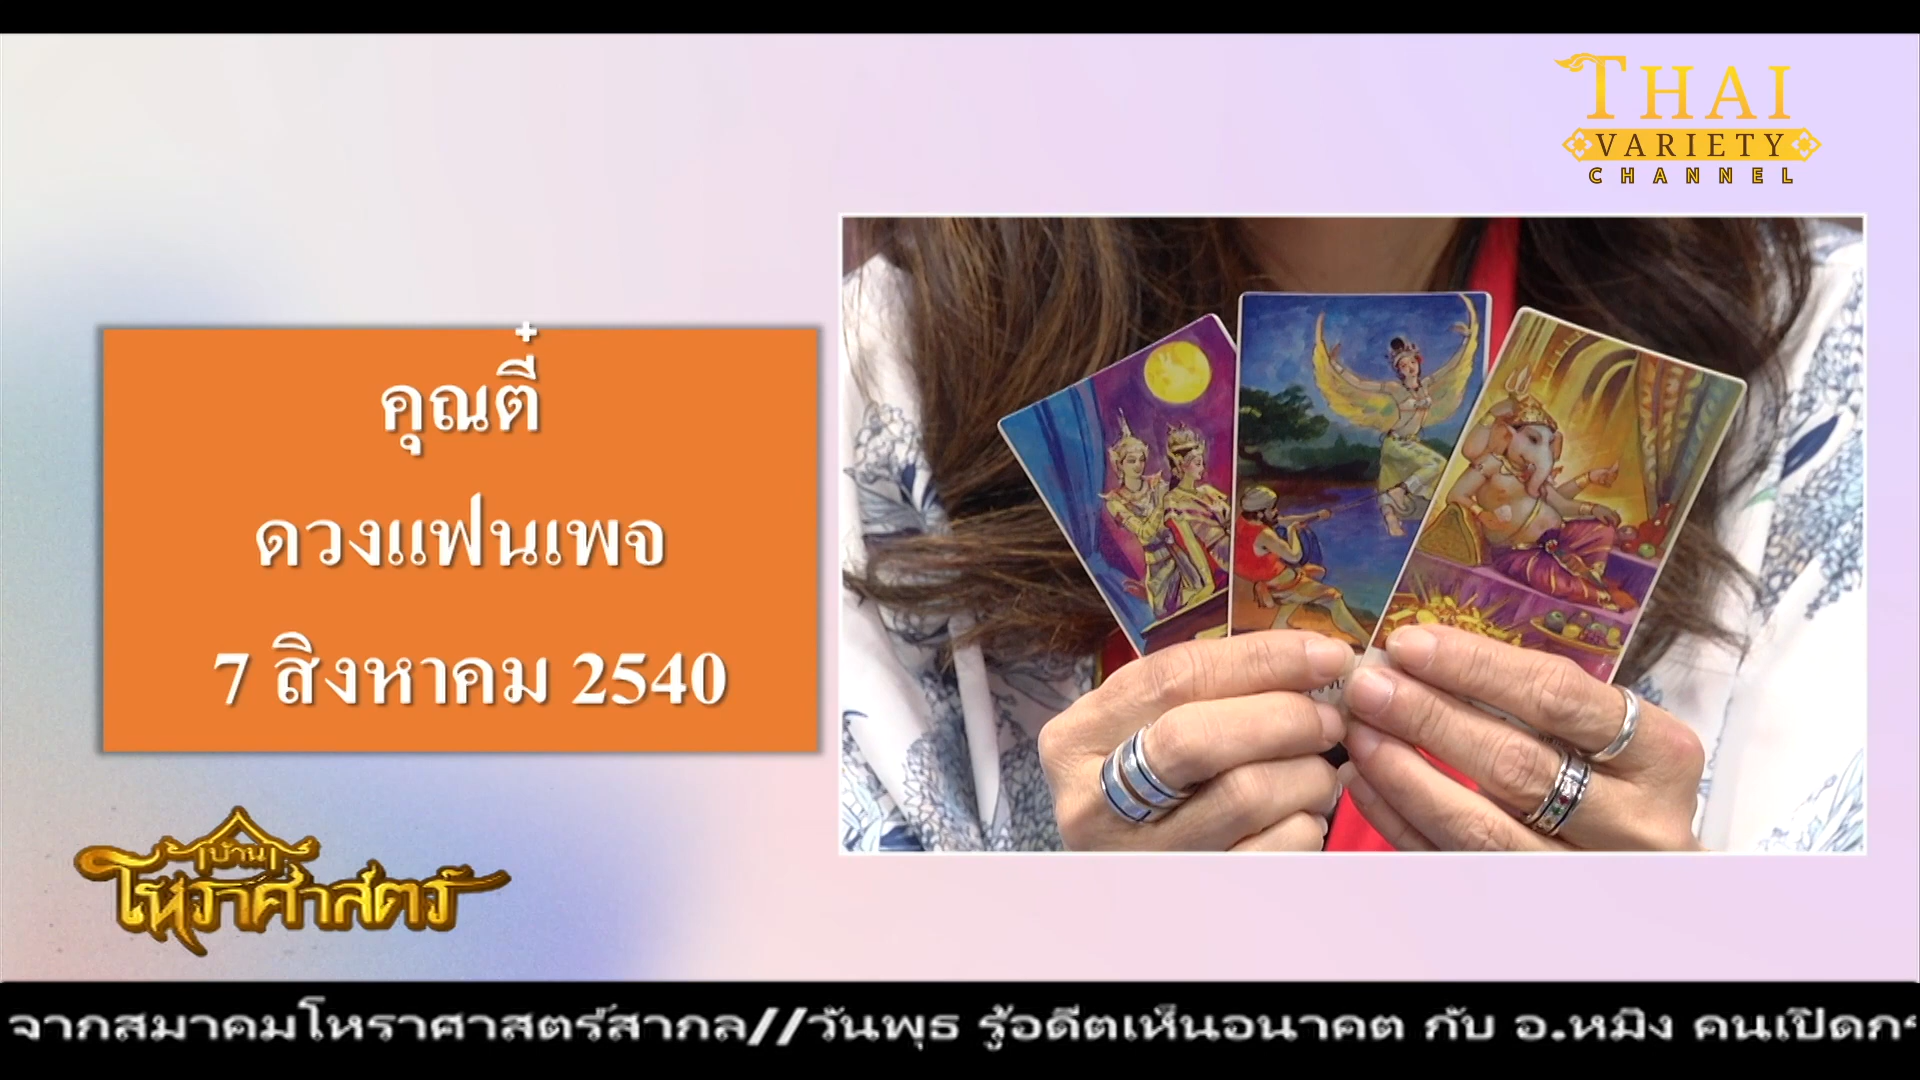 THAI
VARIETY
CHANNEL
คุณตี๋
ดวงแฟนเพจ
7 สิงหาคม 2540
บ้าน
โหราศาสตร์
จากสมาคมโหราศาสตร์สากล//วันพุธ รู้อดีตเห็นอนาคต กับ อ.หมิง คนเปิดก